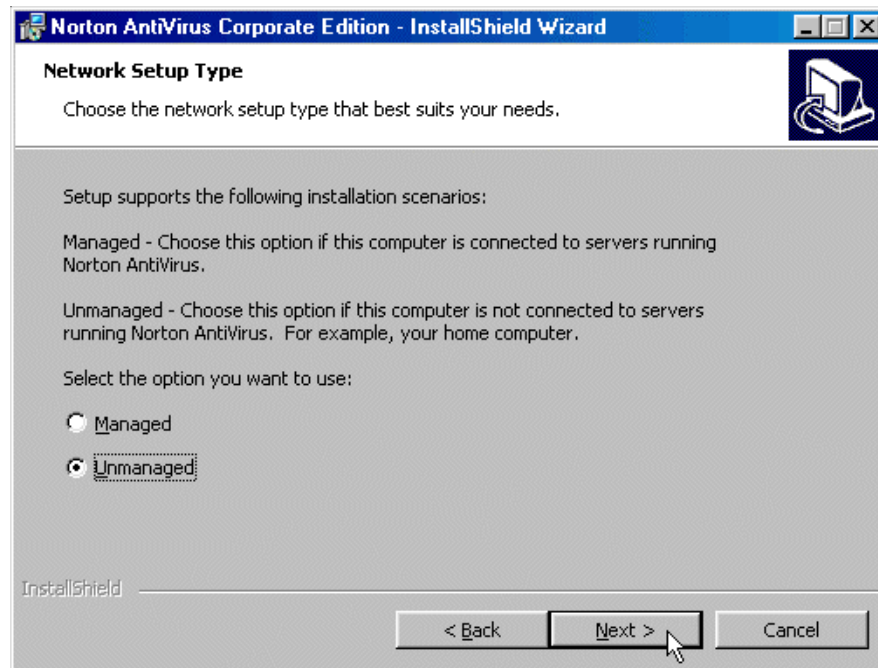 Norton AntiVirus Corporate Edition - InstallShield Wizard
Network Setup Type
Choose the network setup type that best suits your needs.
Setup supports the following installation scenarios:
Managed - Choose this option if this computer is connected to servers running
Norton AntiVirus.
Unmanaged - Choose this option if this computer is not connected to servers
running Norton AntiVirus.  For example, your home computer.
Select the option you want to use:
Managed
Unmanaged
InstallShield
< Back Next > Cancel